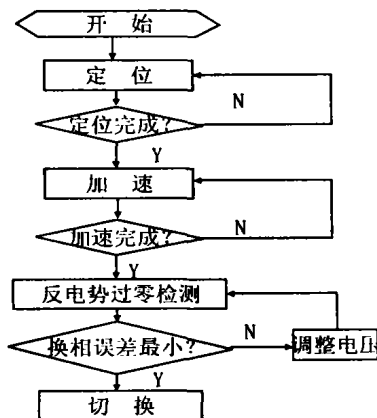 开 始
定 位
N
定位完成?
Y
加 速
N
加速完成?
Y
反电势过零检测
N
换相误差最小?
调整电压
Y
切 换